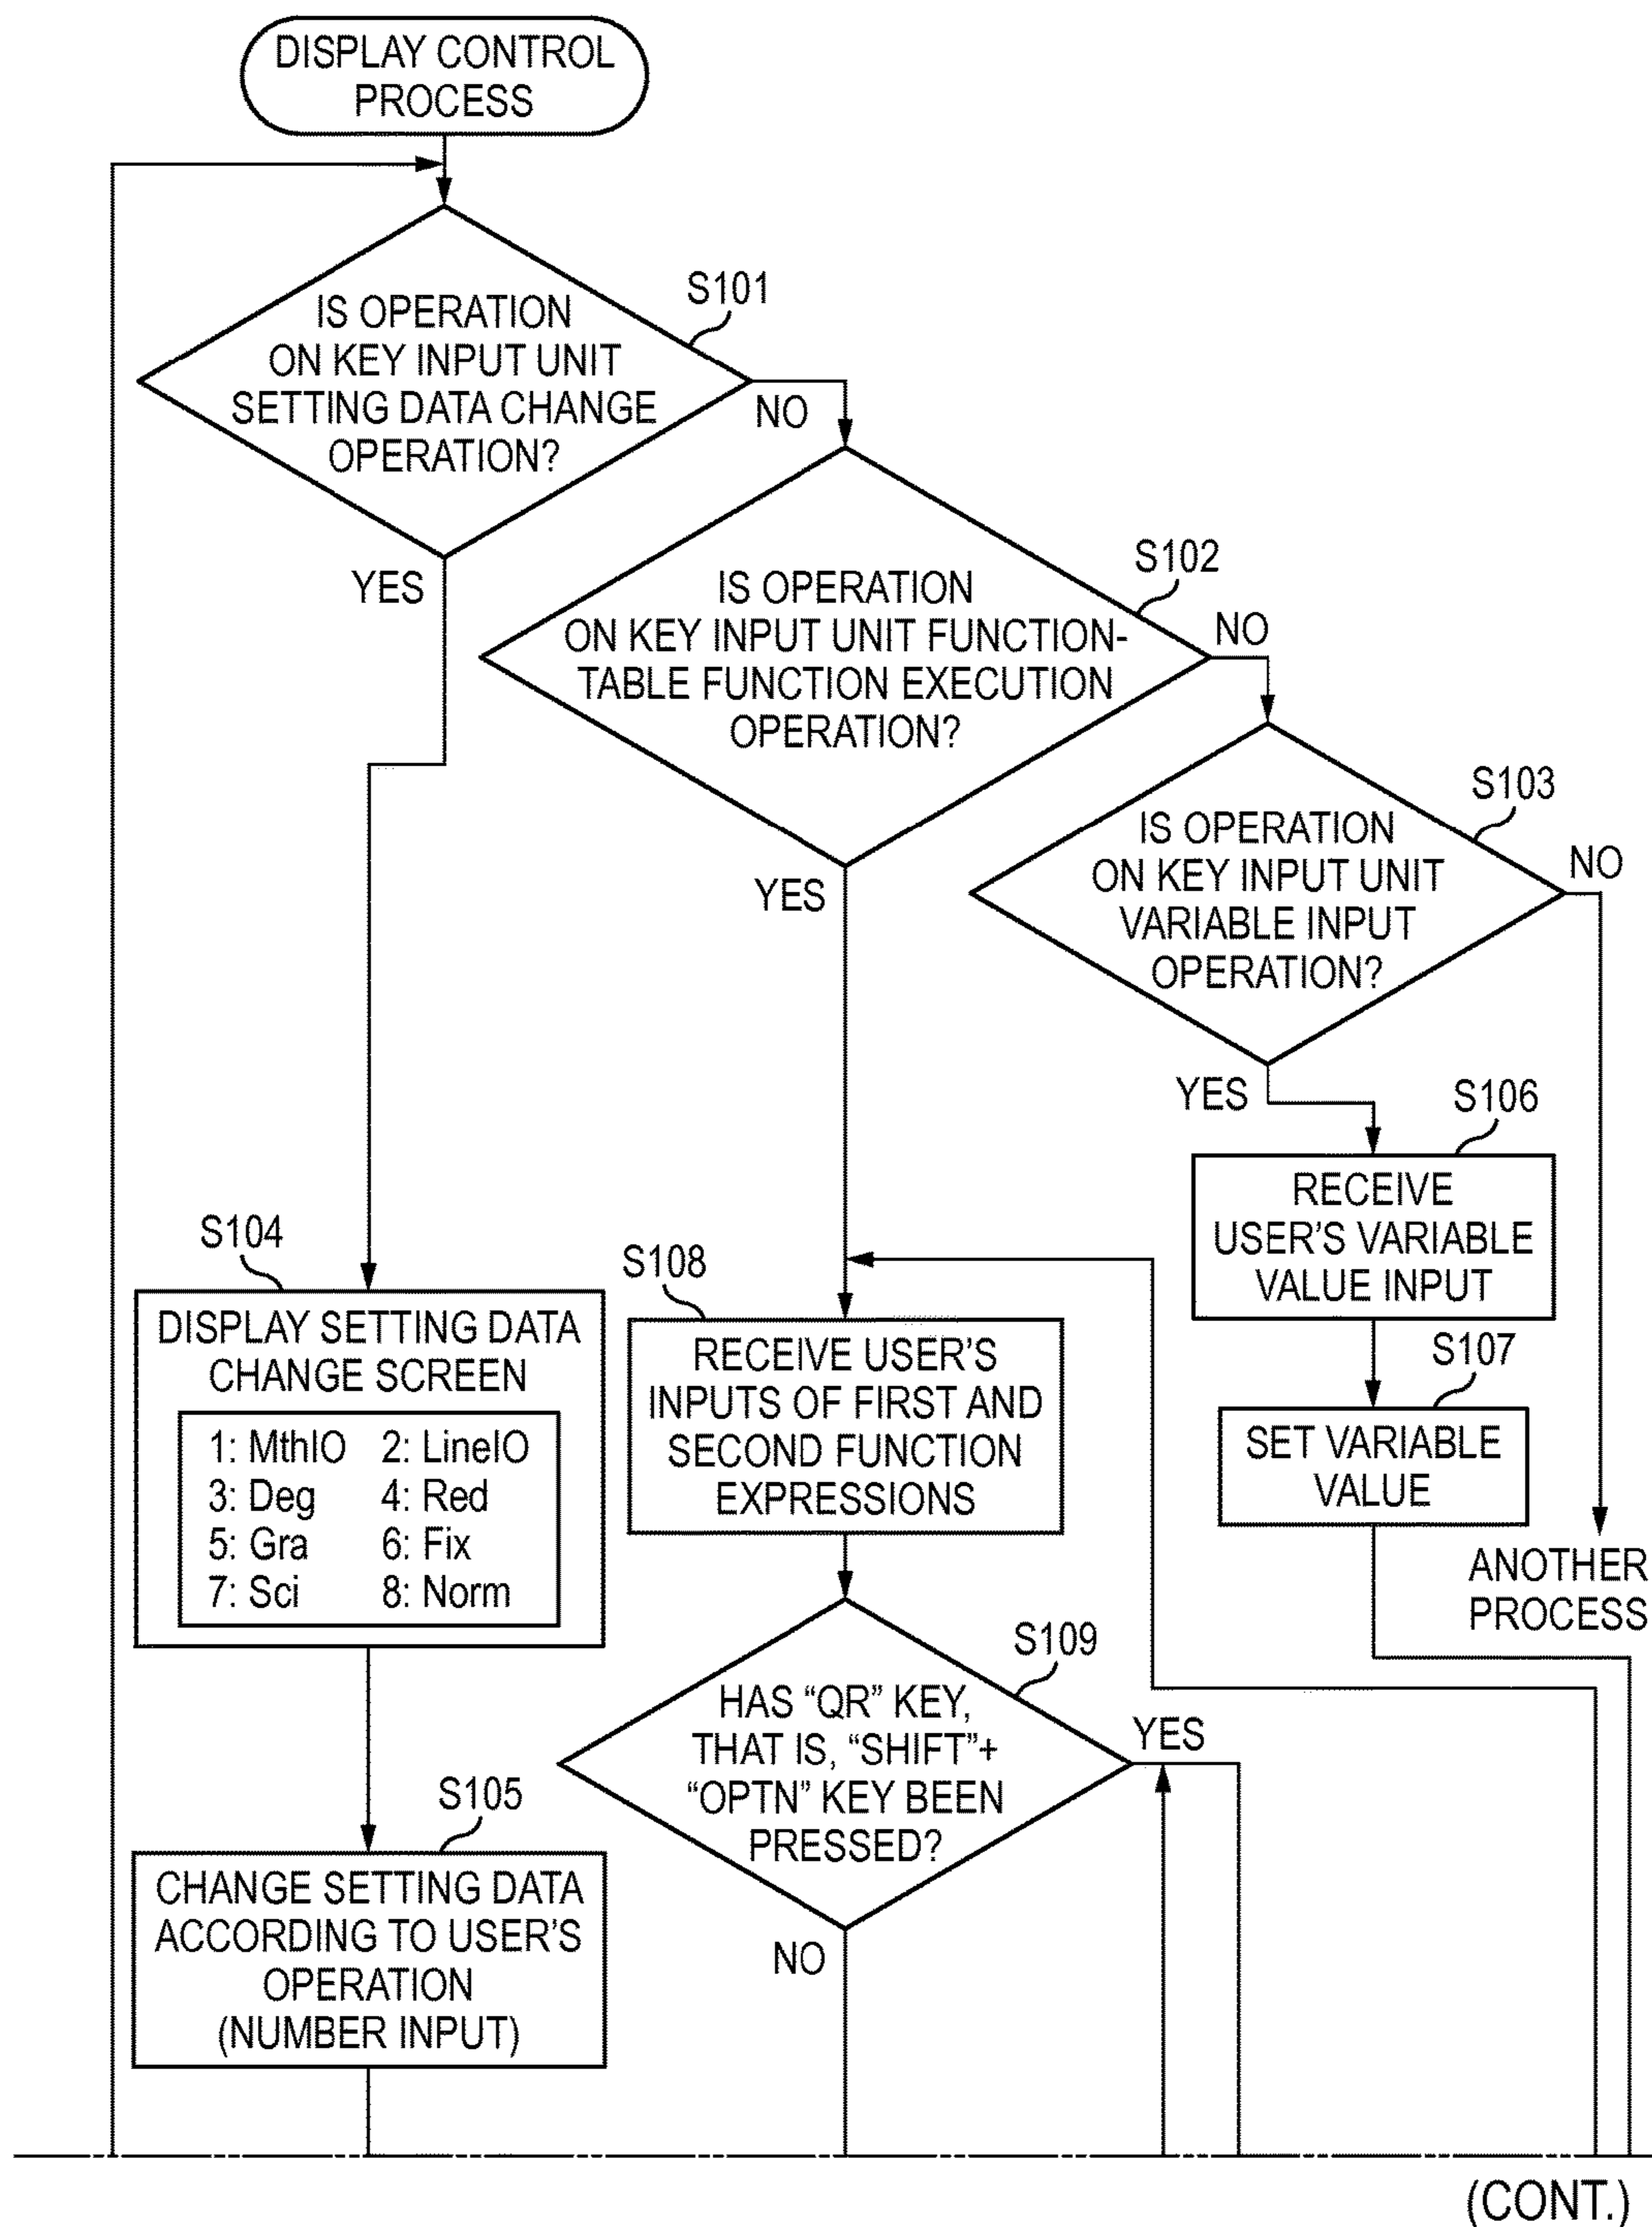 DISPLAY CONTROL
PROCESS
S101
IS OPERATION
ON KEY INPUT UNIT
SETTING DATA CHANGE
OPERATION?
NO
YES
S102
IS OPERATION
ON KEY INPUT UNIT FUNCTION-
TABLE FUNCTION EXECUTION
OPERATION?
NO
YES
S103
IS OPERATION
ON KEY INPUT UNIT
VARIABLE INPUT
OPERATION?
NO
YES
S106
RECEIVE
USER'S VARIABLE
VALUE INPUT
S107
SET VARIABLE
VALUE
ANOTHER
PROCESS
S104
DISPLAY SETTING DATA
CHANGE SCREEN
1: MthIO 2: LineIO
3: Deg 4: Red
5: Gra 6: Fix
7: Sci 8: Norm
S105
CHANGE SETTING DATA
ACCORDING TO USER'S
OPERATION
(NUMBER INPUT)
S108
RECEIVE USER'S
INPUTS OF FIRST AND
SECOND FUNCTION
EXPRESSIONS
S109
HAS “QR” KEY,
THAT IS, “SHIFT”+
“OPTN” KEY BEEN
PRESSED?
YES
NO
(CONT.)